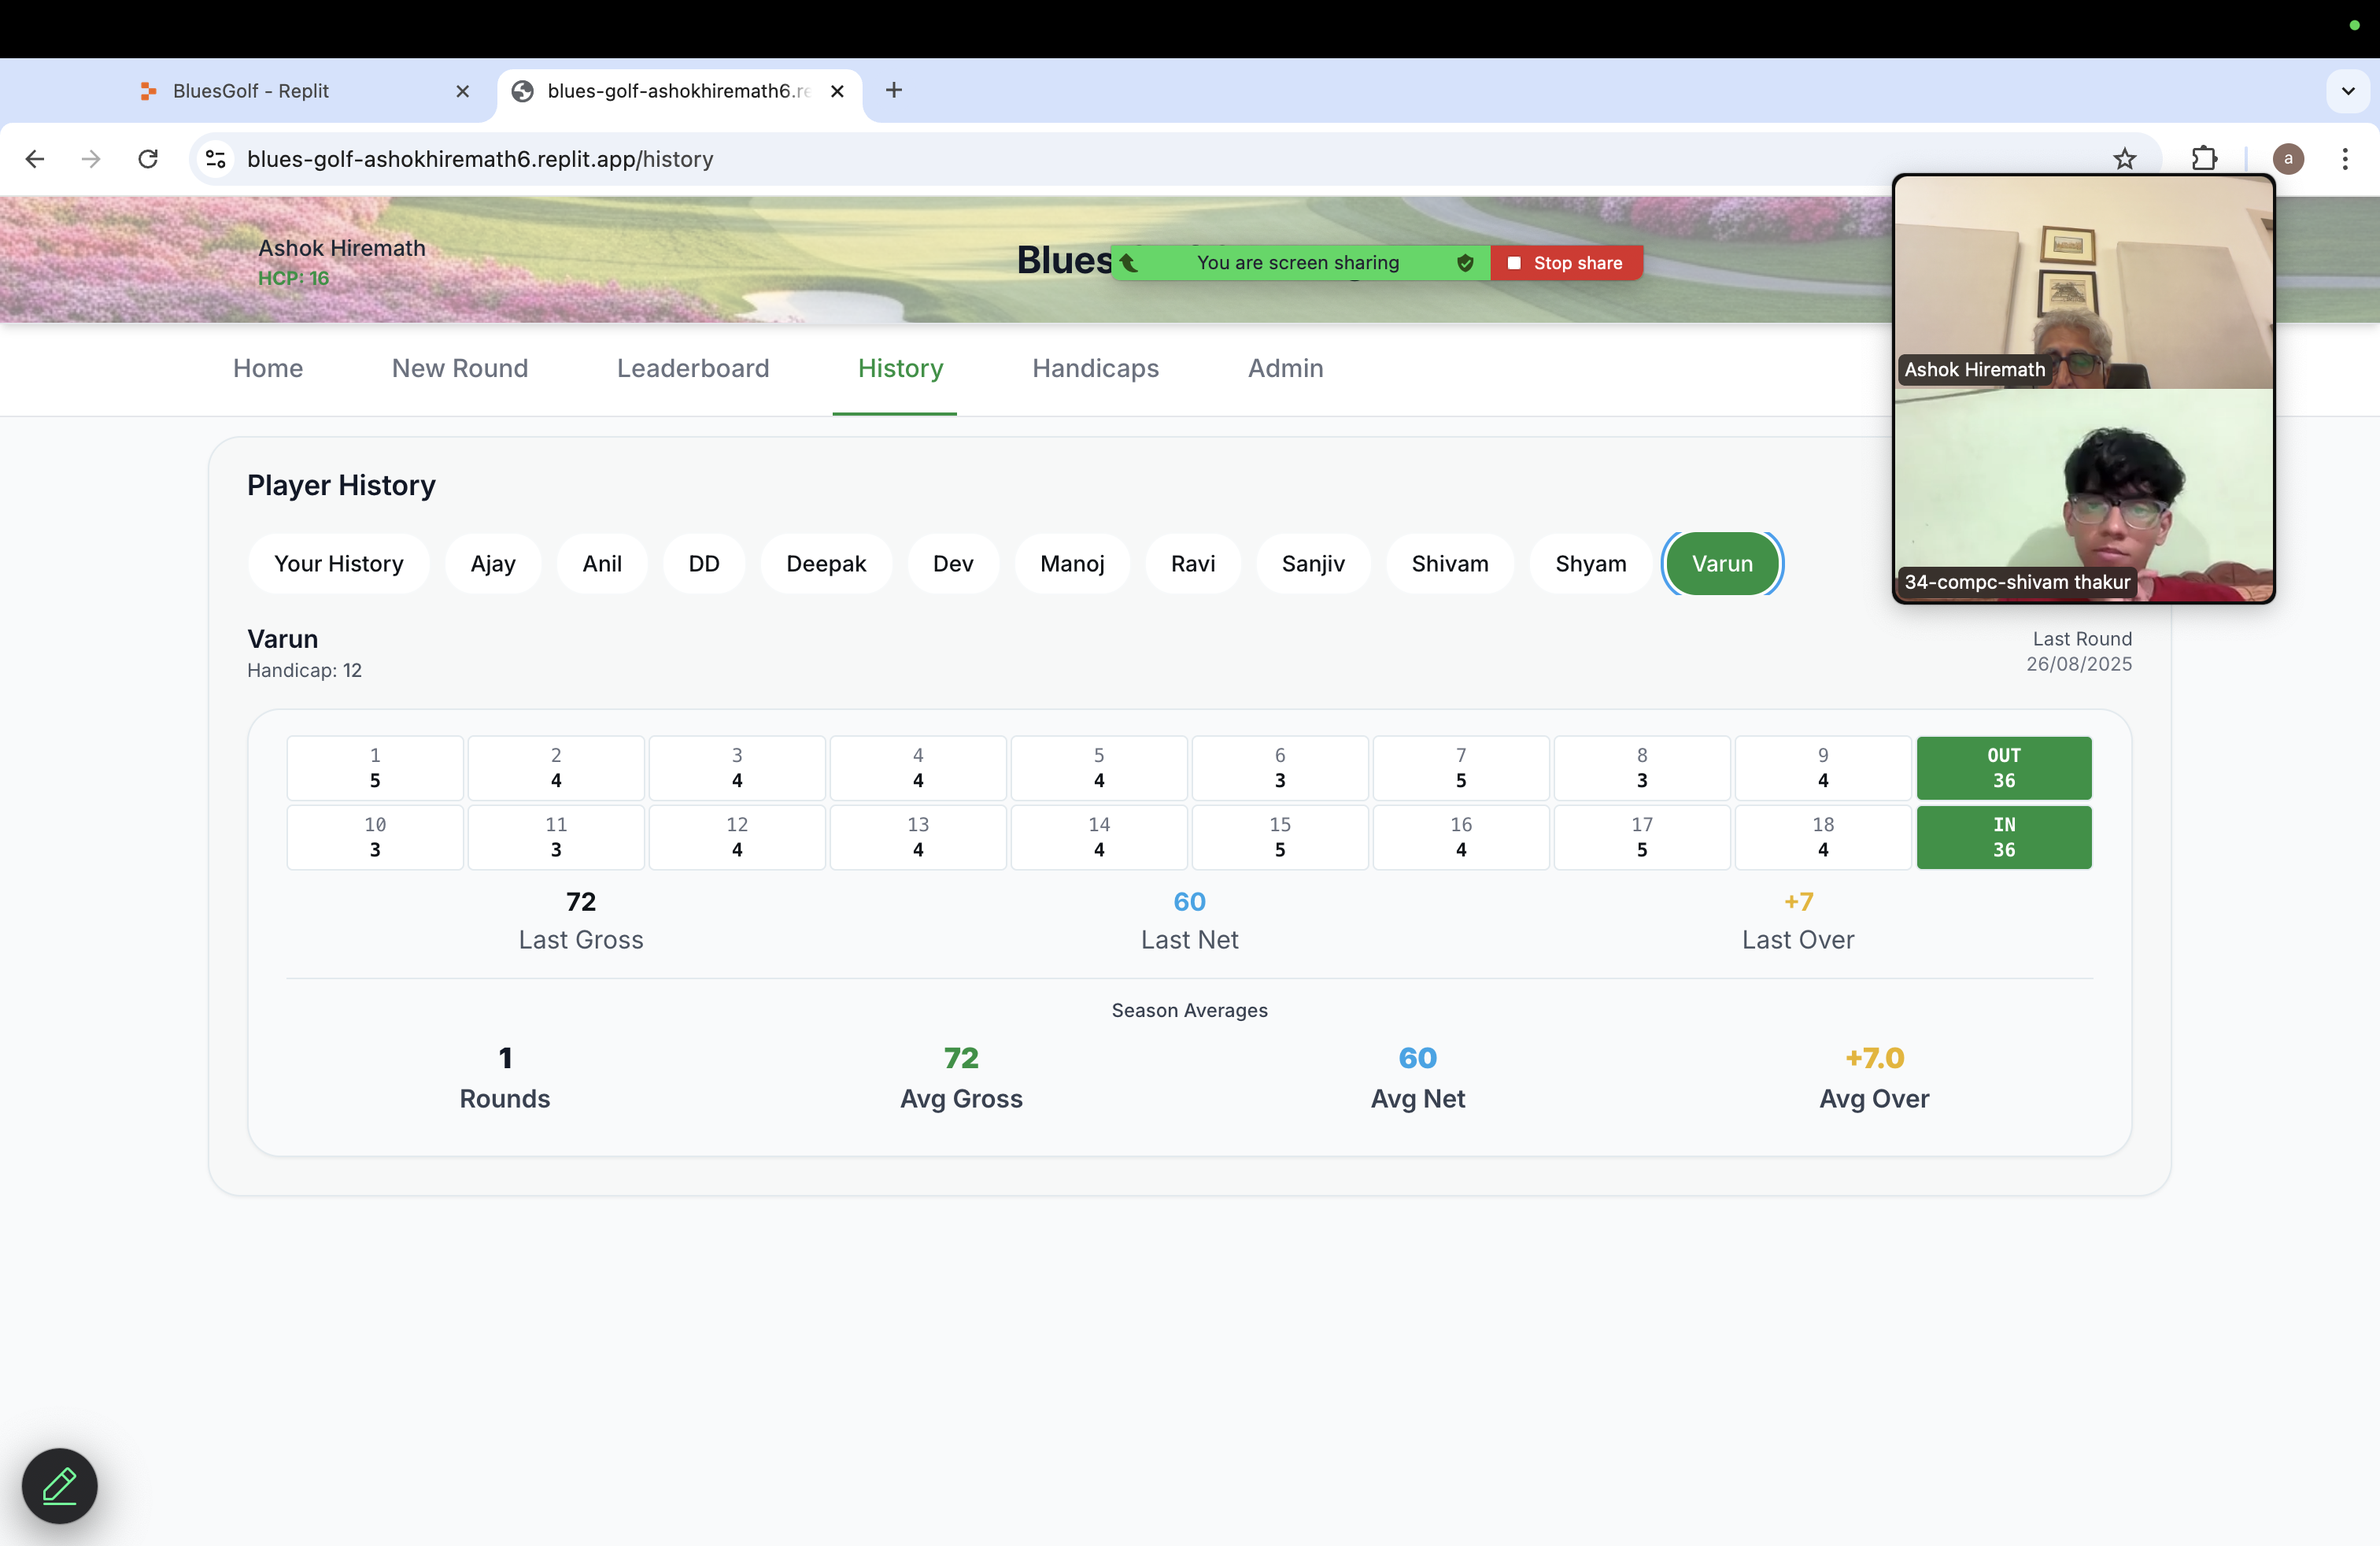 BluesGolf - Replit
blues-golf-ashokhiremath6.re
blues-golf-ashokhiremath6.replit.app/history
a
Ashok Hiremath
HCP: 16
Blues
You are screen sharing
Stop share
Home New Round Leaderboard History Handicaps Admin
Ashok Hiremath
34-compc-shivam thakur
Player History
Your History Ajay Anil DD Deepak Dev Manoj Ravi Sanjiv Shivam Shyam Varun
Varun
Handicap: 12
Last Round
26/08/2025
1 2 3 4 5 6 7 8 9 OUT
5 4 4 4 4 3 5 3 4 36
10 11 12 13 14 15 16 17 18 IN
3 3 4 4 4 5 4 5 4 36
72 60 +7
Last Gross Last Net Last Over
Season Averages
1 72 60 +7.0
Rounds Avg Gross Avg Net Avg Over